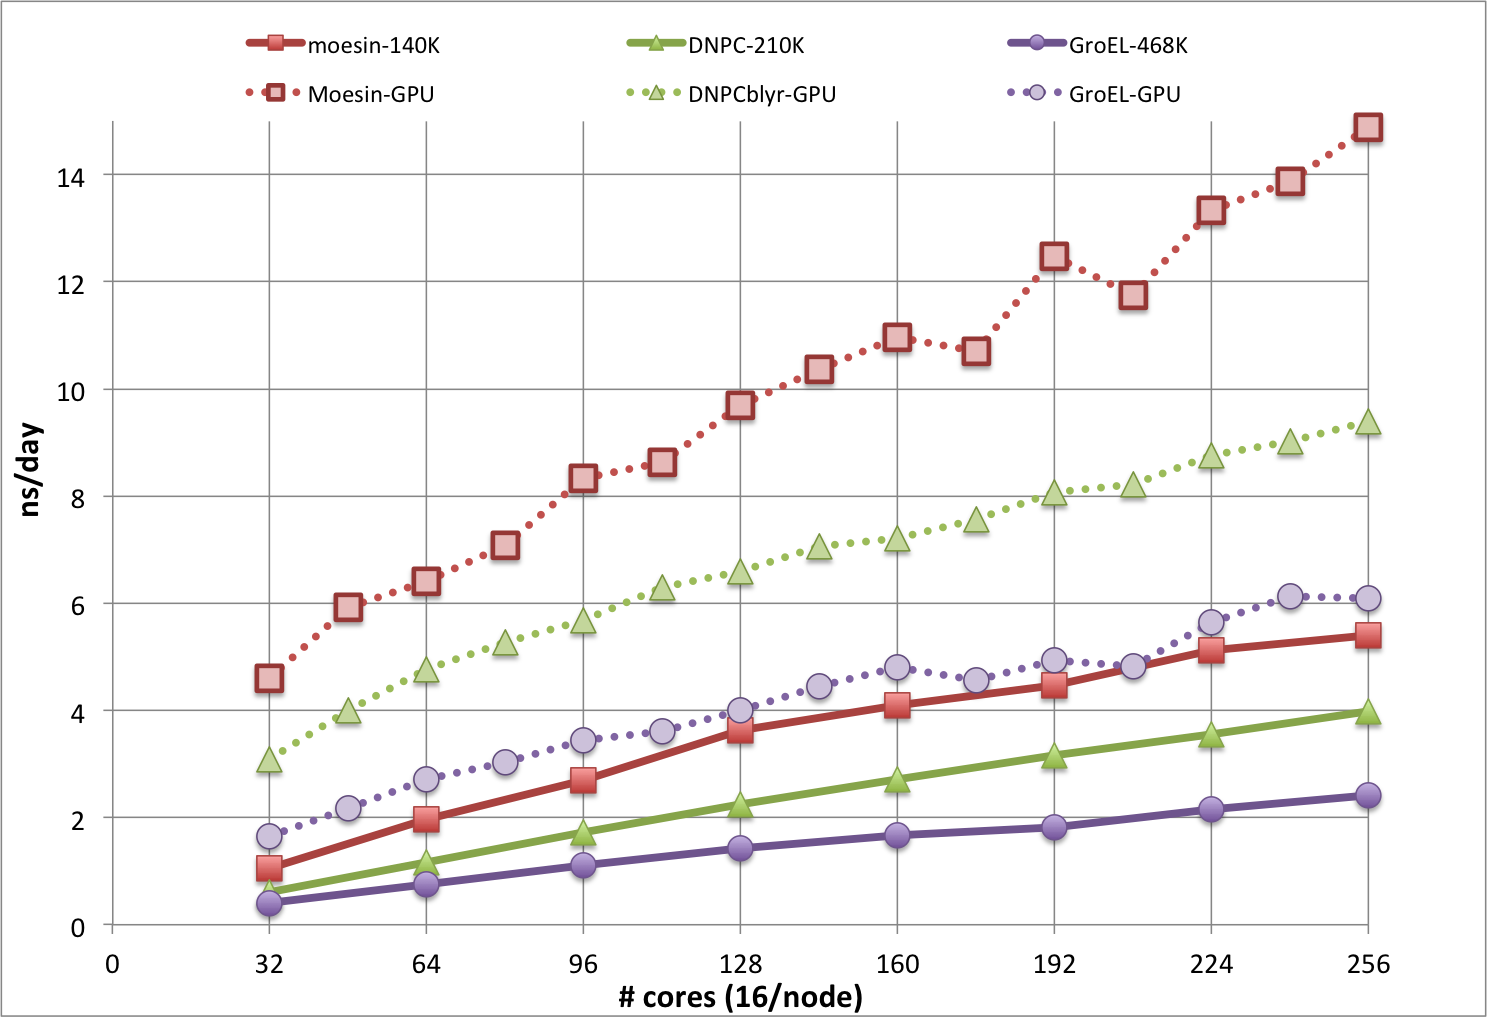 moesin-140K DNPC-210K GroEL-468K
Moesin-GPU DNPCblyr-GPU GroEL-GPU
14
12
10
8
6
4
2
0
ns/day
0 32 64 96 128 160 192 224 256
# cores (16/node)